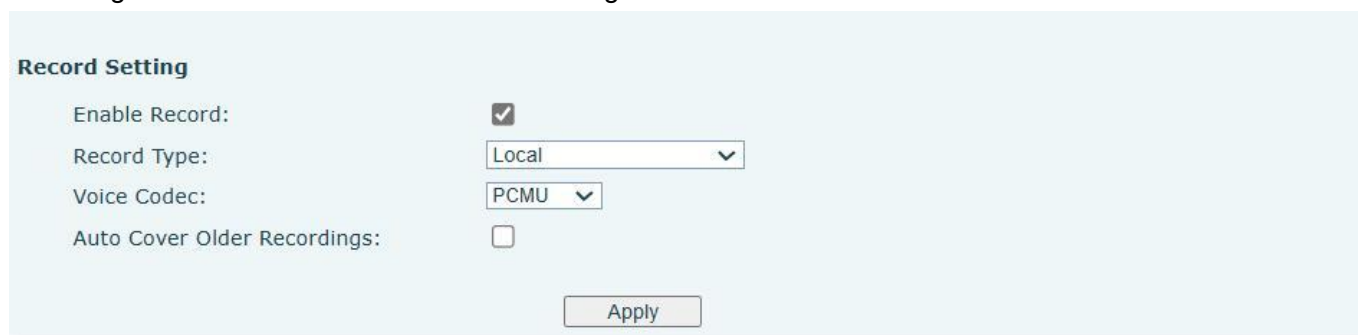 Record Setting
Enable Record:
Record Type: Local
Voice Codec: PCMU
Auto Cover Older Recordings:
Apply